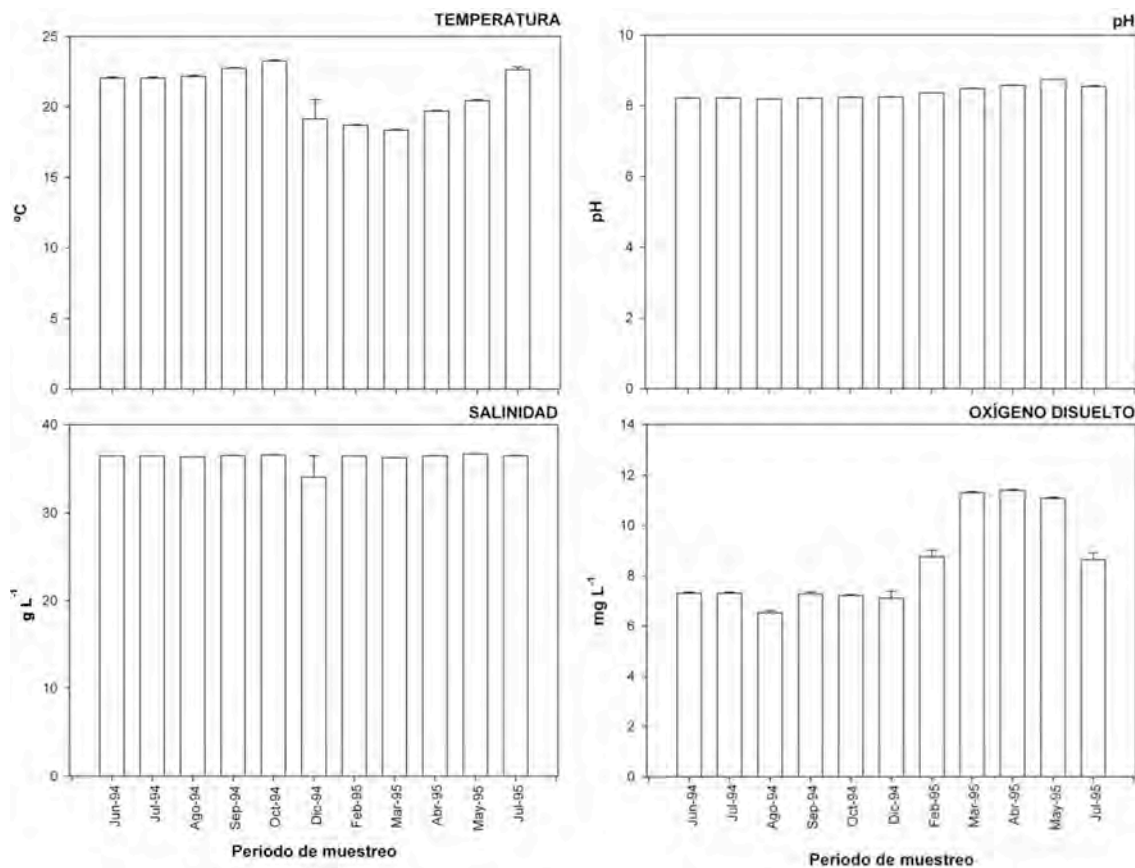 TEMPERATURA
25
20
15
10
5
0
ºC
pH
10
8
6
4
2
0
pH
SALINIDAD
40
30
20
10
0
g L-1
Jun-94
Jul-94
Ago-94
Sep-94
Oct-94
Dic-94
Feb-95
Mar-95
Abr-95
May-95
Jul-95
Periodo de muestreo
OXÍGENO DISUELTO
14
12
10
8
6
4
2
0
mg L-1
Jun-94
Jul-94
Ago-94
Sep-94
Oct-94
Dic-94
Feb-95
Mar-95
Abr-95
May-95
Jul-95
Periodo de muestreo